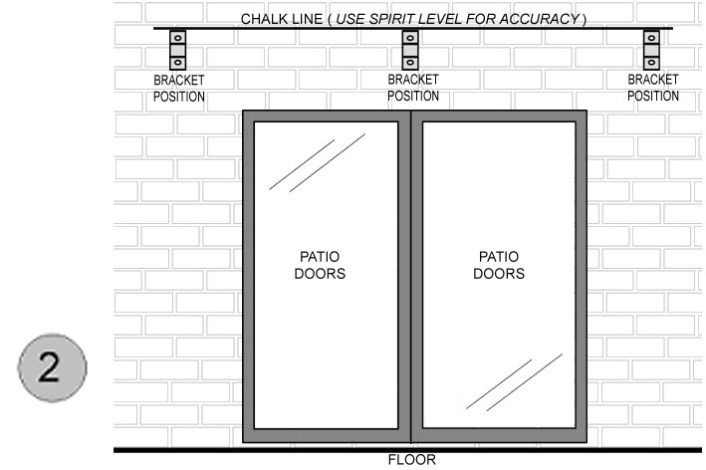 CHALK LINE ( USE SPIRIT LEVEL FOR ACCURACY )
BRACKET
POSITION
BRACKET
POSITION
BRACKET
POSITION
PATIO
DOORS
PATIO
DOORS
2
FLOOR